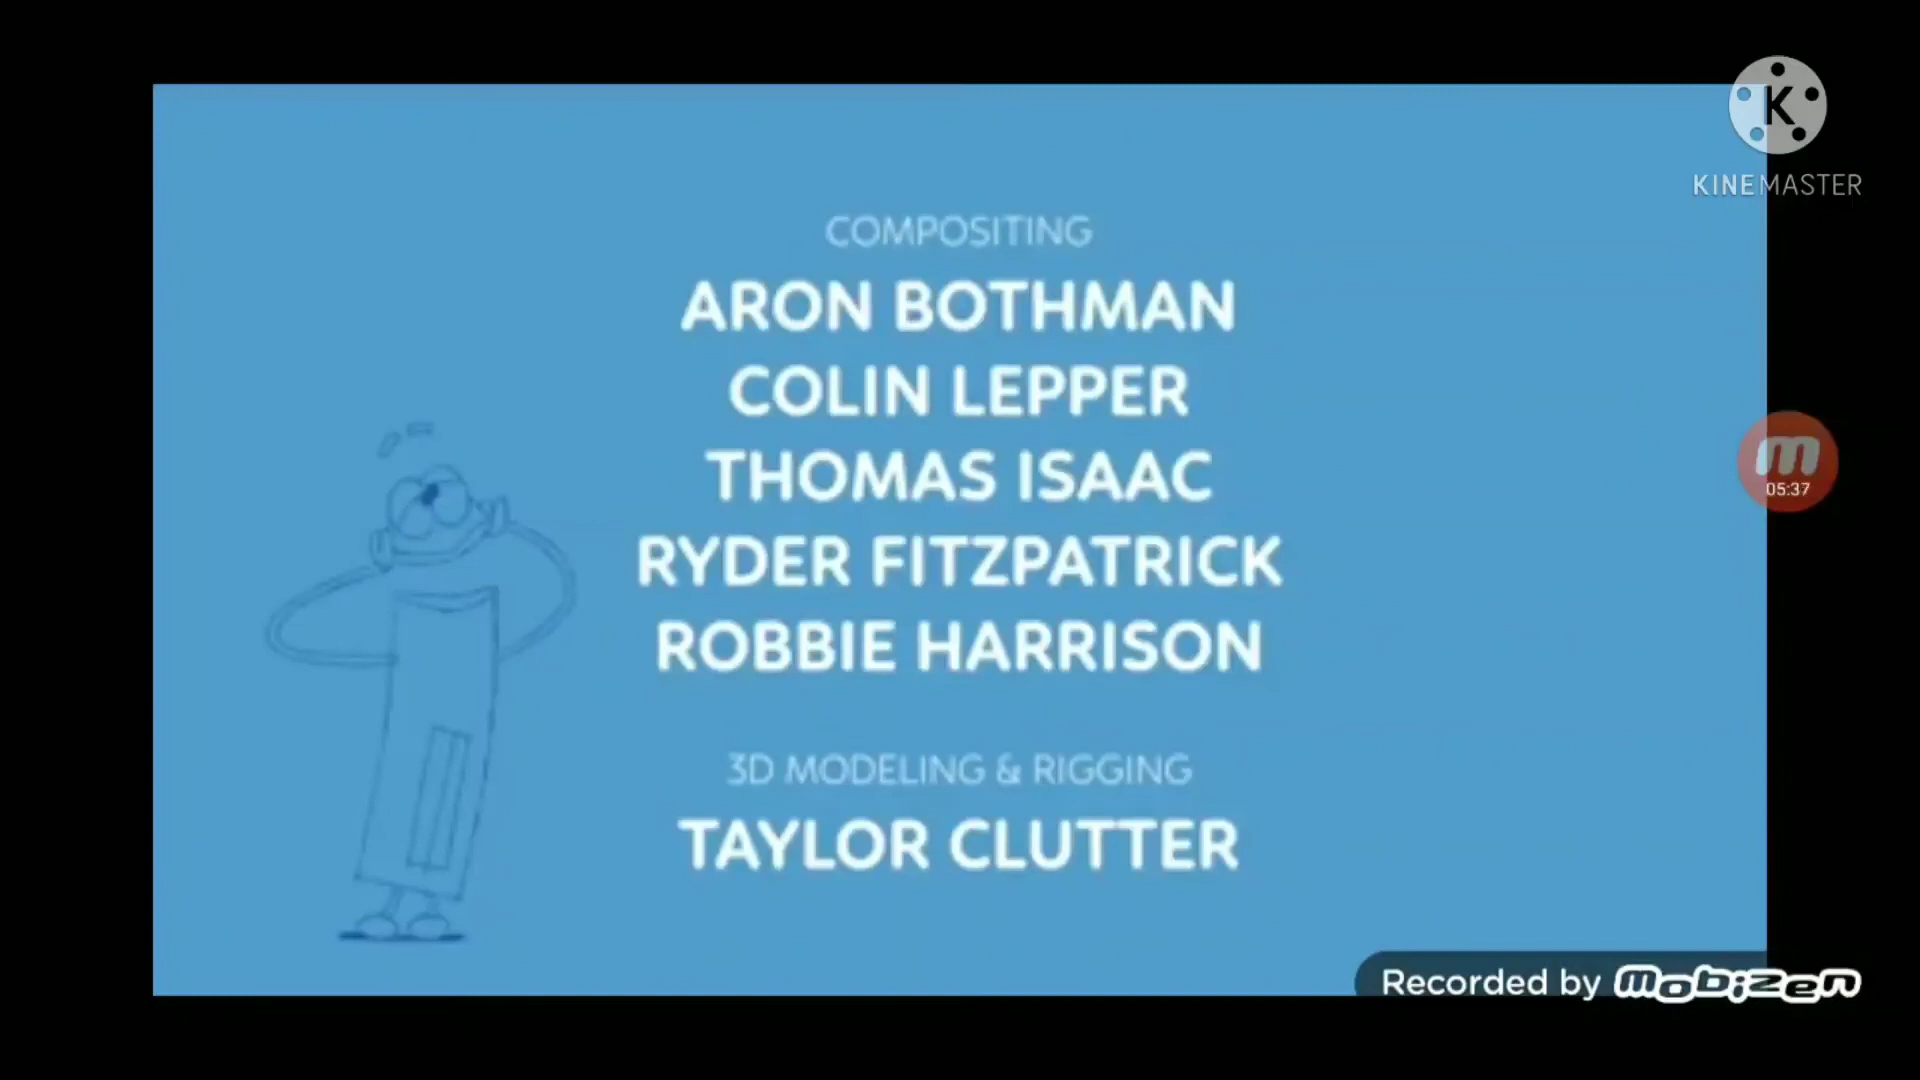 K
KINEMASTER
COMPOSITING
ARON BOTHMAN
COLIN LEPPER
THOMAS ISAAC
RYDER FITZPATRICK
ROBBIE HARRISON
m
05:37
3D MODELING & RIGGING
TAYLOR CLUTTER
Recorded by mobizen